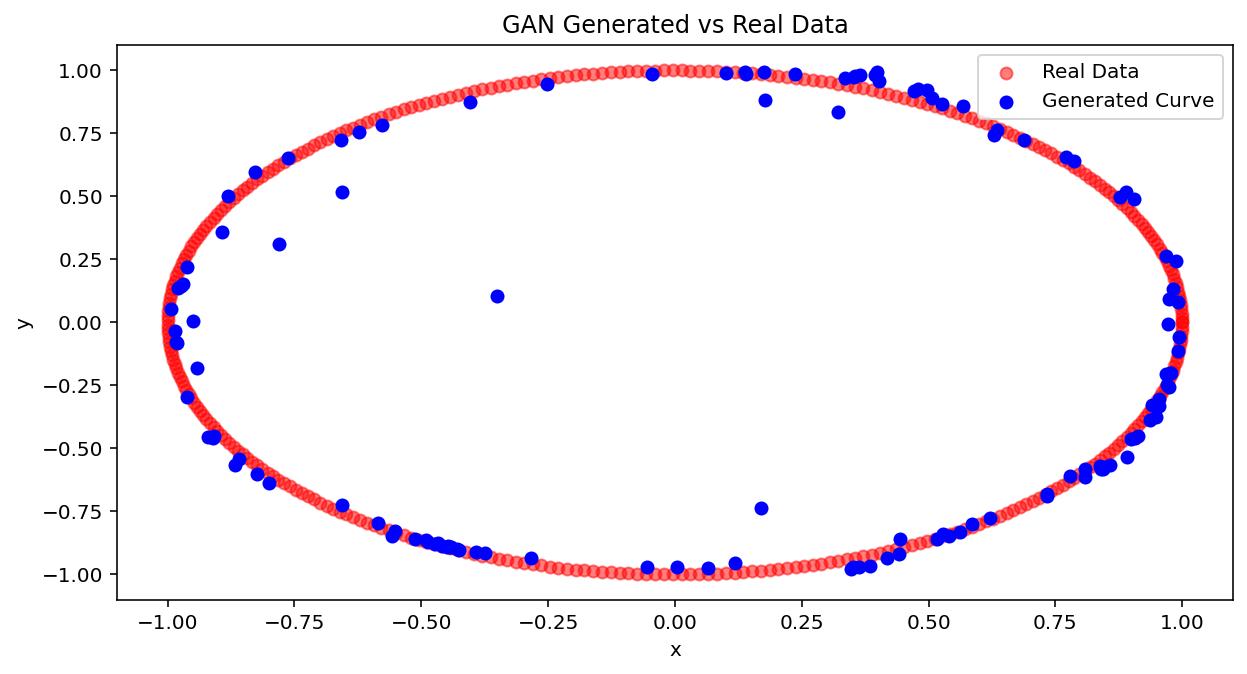 GAN Generated vs Real Data
Real Data
Generated Curve
1.00
0.75
0.50
0.25
0.00
−0.25
−0.50
−0.75
−1.00
y
−1.00 −0.75 −0.50 −0.25 0.00 0.25 0.50 0.75 1.00
x